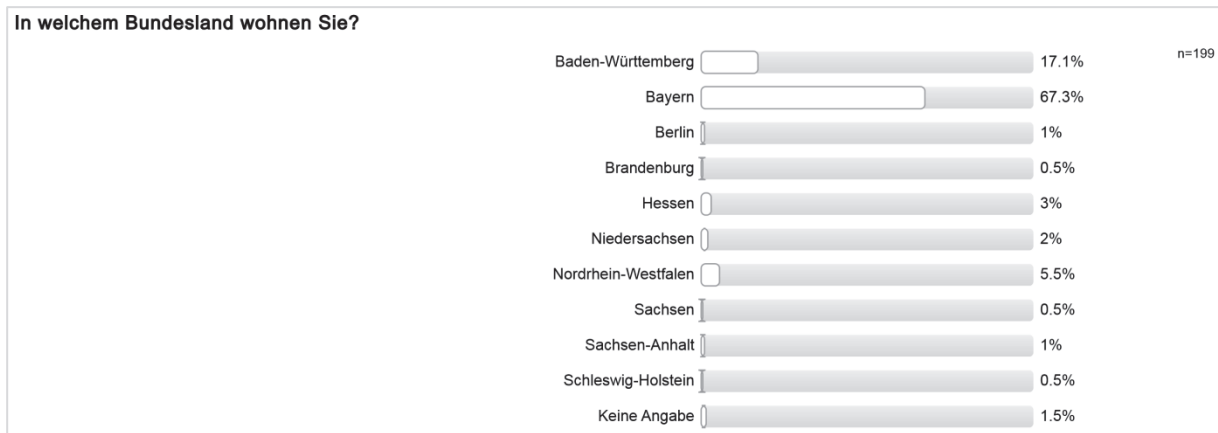 In welchem Bundesland wohnen Sie?
n=199
Baden-Württemberg 17.1%
Bayern 67.3%
Berlin 1%
Brandenburg 0.5%
Hessen 3%
Niedersachsen 2%
Nordrhein-Westfalen 5.5%
Sachsen 0.5%
Sachsen-Anhalt 1%
Schleswig-Holstein 0.5%
Keine Angabe 1.5%